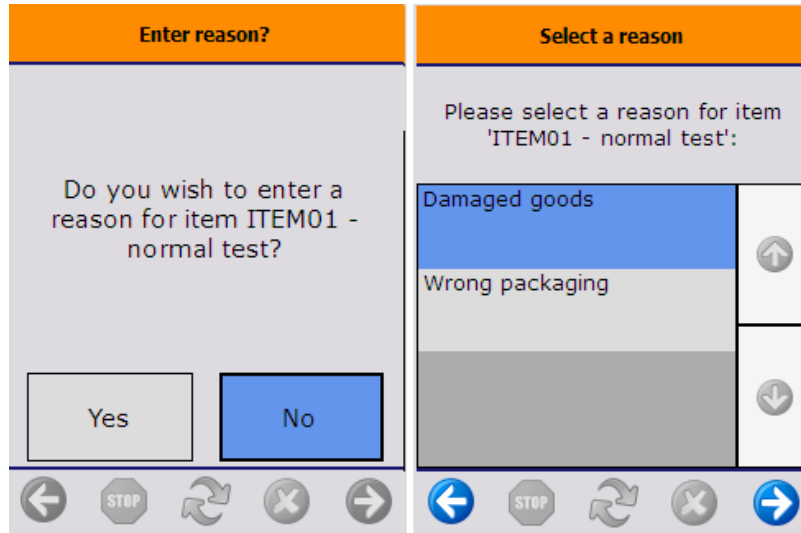 Enter reason?
Do you wish to enter a
reason for item ITEM01 -
normal test?
Yes
No
STOP
Select a reason
Please select a reason for item
'ITEM01 - normal test':
Damaged goods
Wrong packaging
STOP